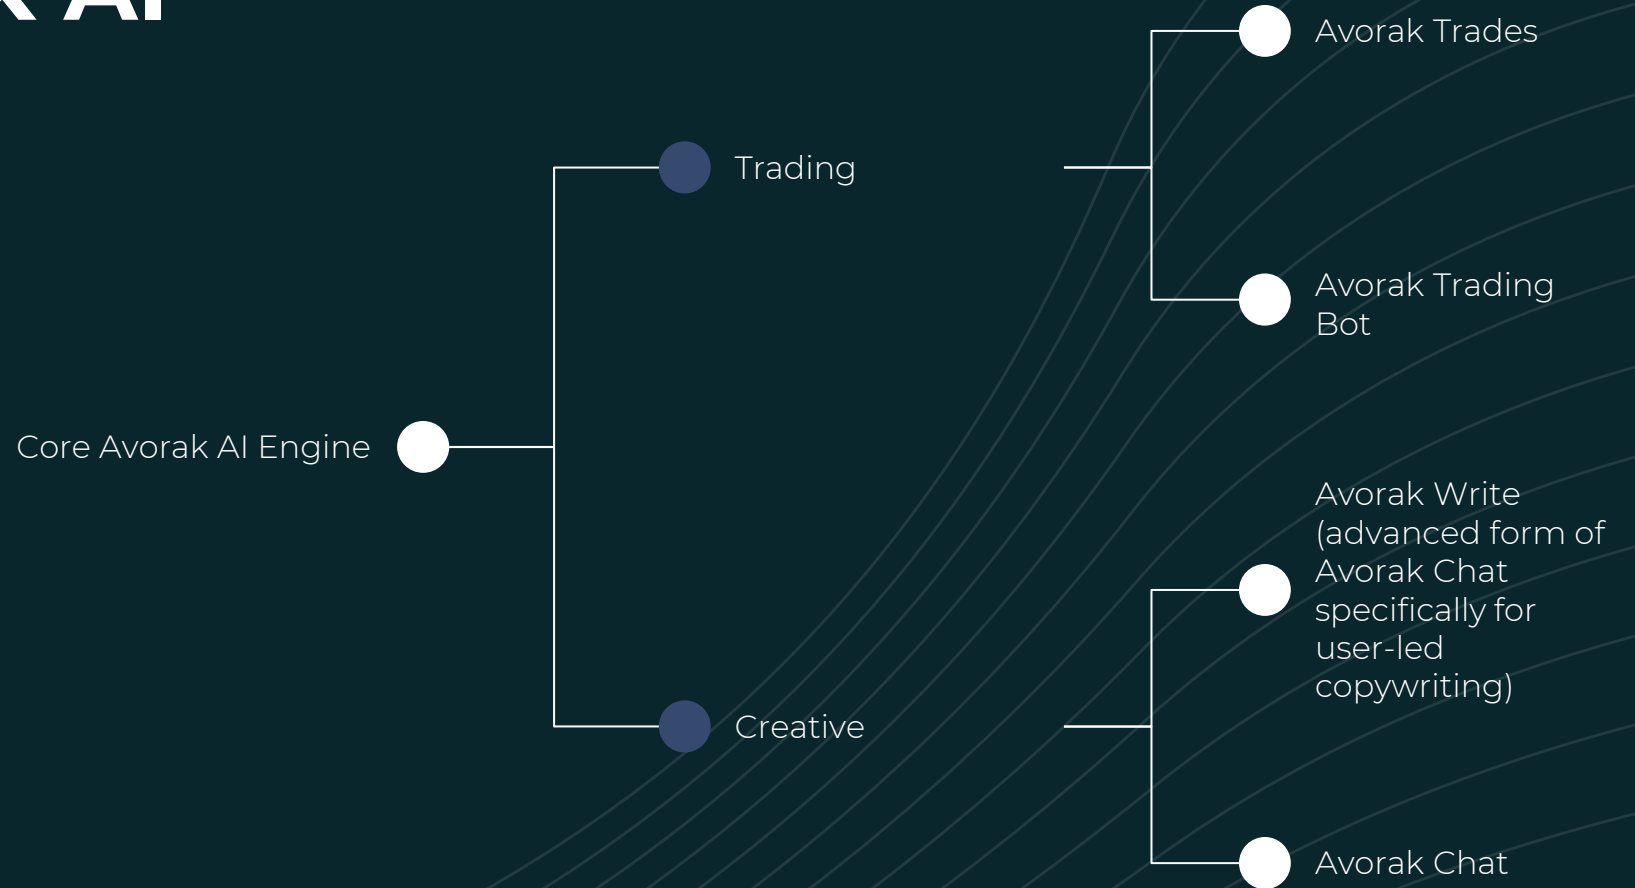 AI
Avorak Trades
Trading
Avorak Trading
Bot
Core Avorak AI Engine
Avorak Write
(advanced form of
Avorak Chat
specifically for
user-led
copywriting)
Creative
Avorak Chat